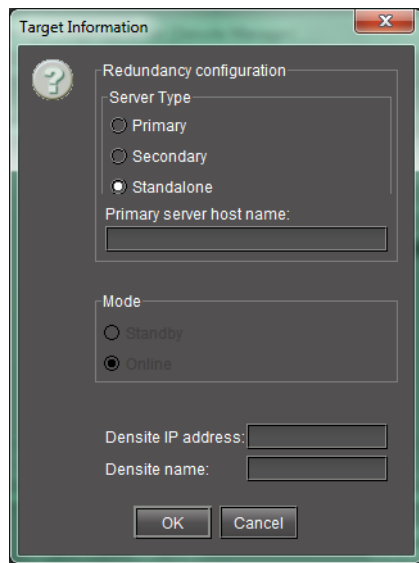 Target Information
Redundancy configuration
Server Type
Primary
Secondary
Standalone
Primary server host name:
Mode
Standby
Online
Densite IP address:
Densite name:
OK Cancel